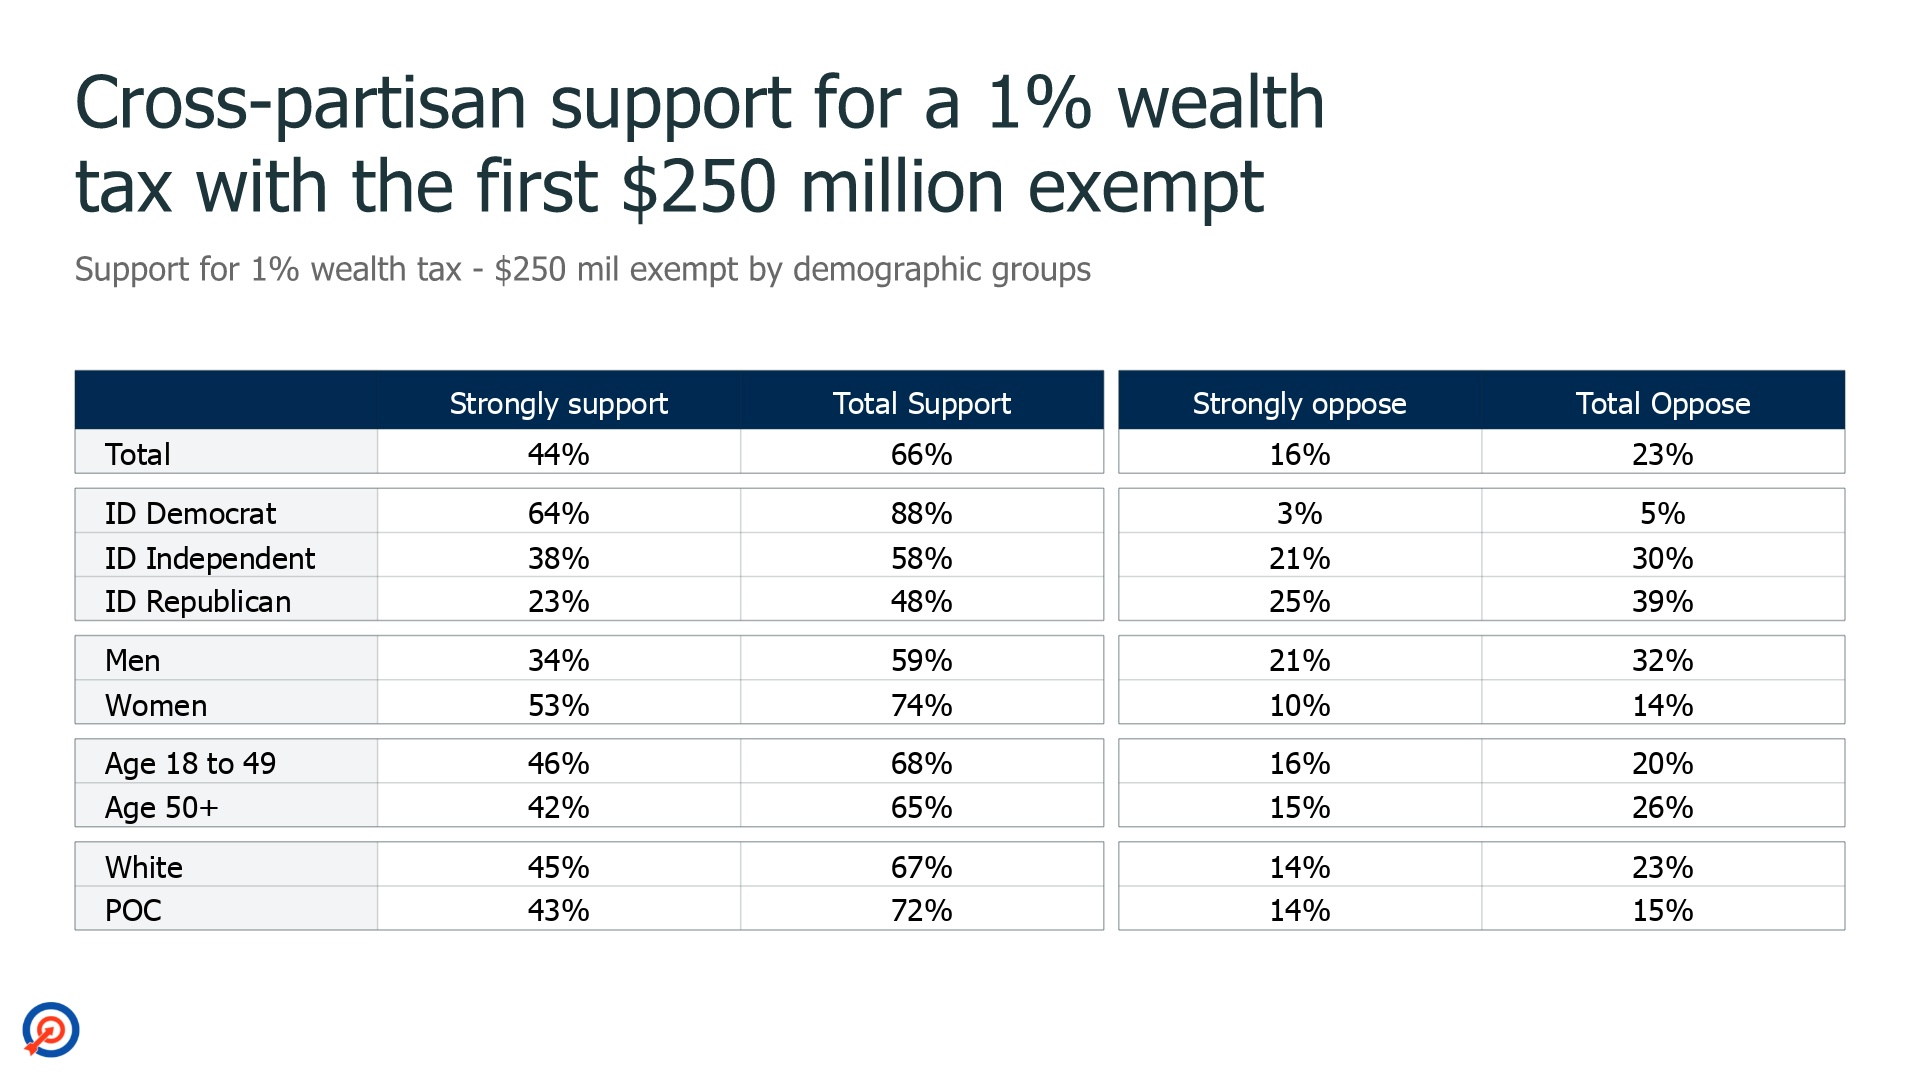 Cross-partisan support for a 1% wealth
tax with the first $250 million exempt
Support for 1% wealth tax - $250 mil exempt by demographic groups
Strongly support Total Support Strongly oppose Total Oppose
Total 44% 66% 16% 23%
ID Democrat 64% 88% 3% 5%
ID Independent 38% 58% 21% 30%
ID Republican 23% 48% 25% 39%
Men 34% 59% 21% 32%
Women 53% 74% 10% 14%
Age 18 to 49 46% 68% 16% 20%
Age 50+ 42% 65% 15% 26%
White 45% 67% 14% 23%
POC 43% 72% 14% 15%